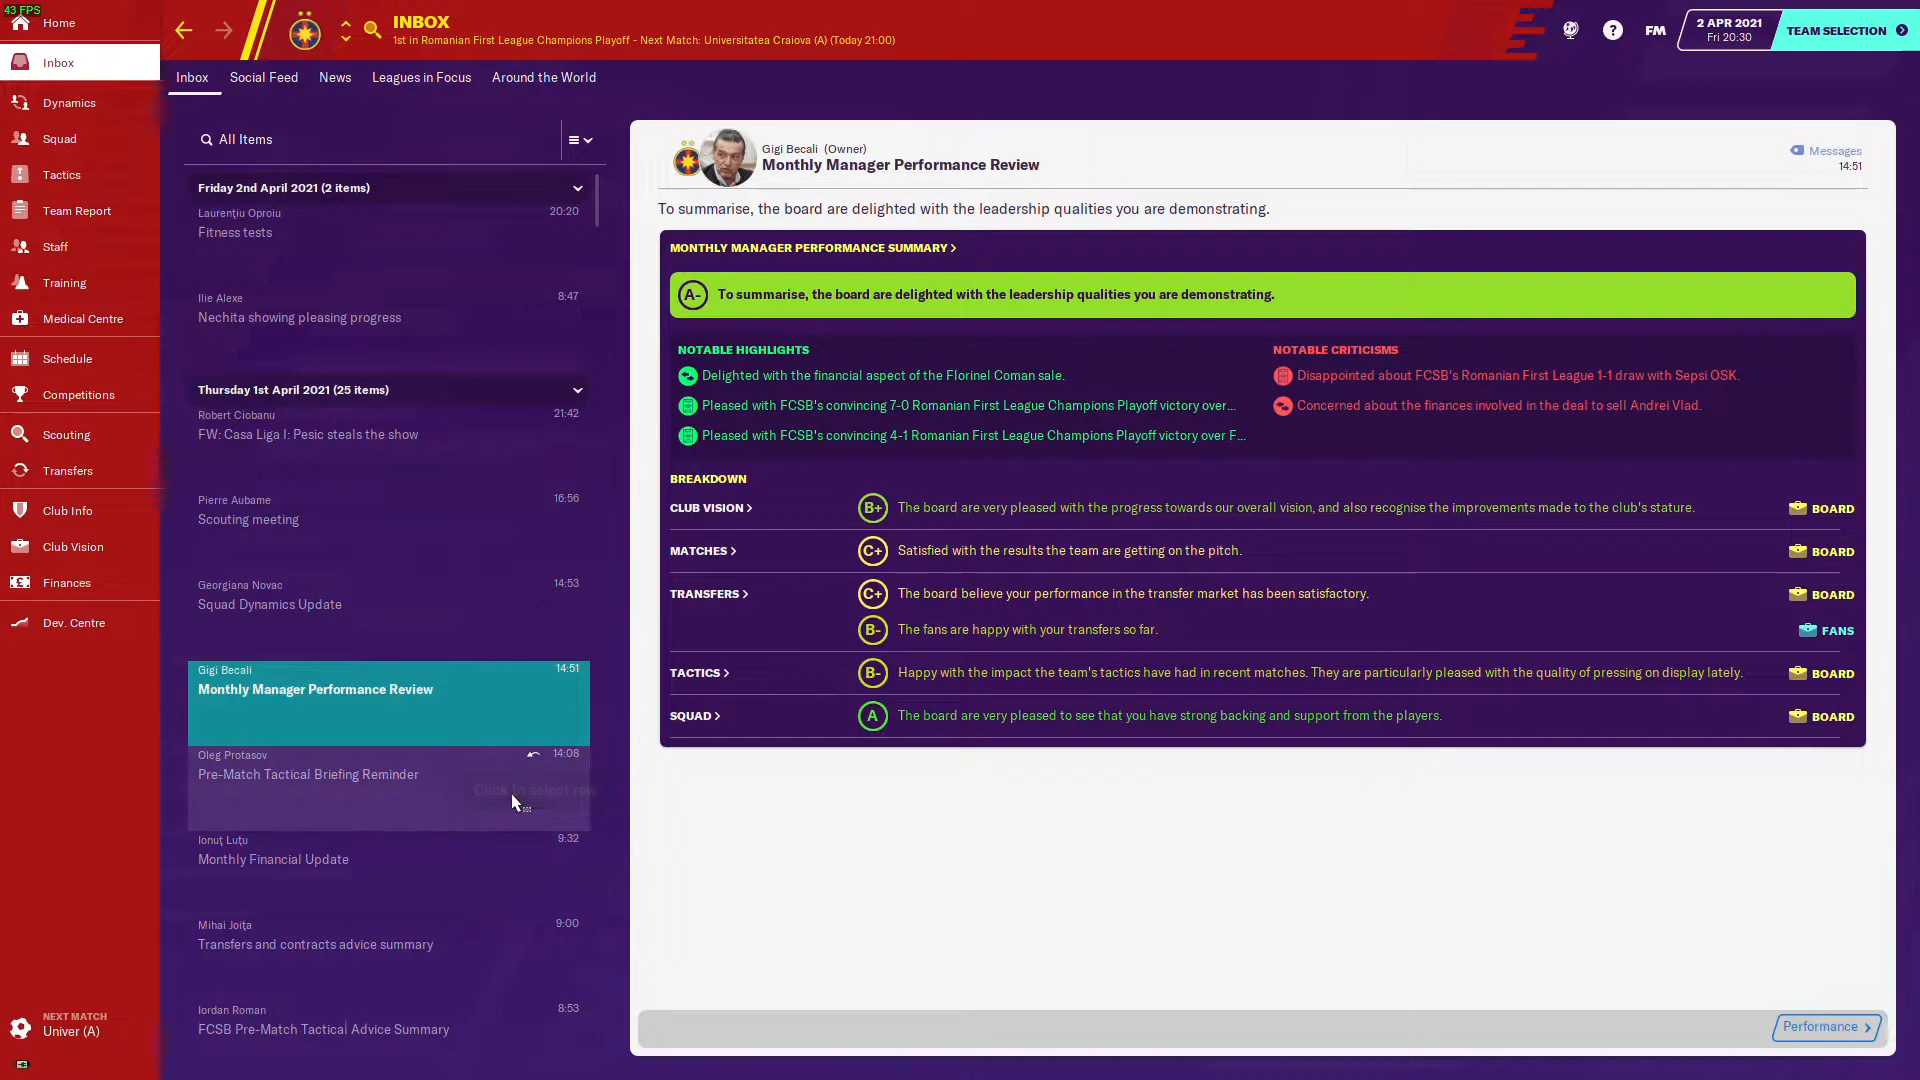 43 FPS
Home
Inbox
Dynamics
Squad
Tactics
Team Report
Staff
Training
Medical Centre
Schedule
Competitions
Scouting
Transfers
Club Info
Club Vision
Finances
Dev. Centre
NEXT MATCH
Univer (A)
INBOX
1st in Romanian First League Champions Playoff - Next Match: Universitatea Craiova (A) (Today 21:00)
FM
2 APR 2021
Fri 20:30
TEAM SELECTION
Inbox Social Feed News Leagues in Focus Around the World
All Items
Friday 2nd April 2021 (2 items)
Laurențiu Oproiu 20:20
Fitness tests
Ilie Alexe 8:47
Nechita showing pleasing progress
Thursday 1st April 2021 (25 items)
Robert Ciobanu 21:42
FW: Casa Liga I: Pesic steals the show
Pierre Aubame 16:56
Scouting meeting
Georgiana Novac 14:53
Squad Dynamics Update
Gigi Becali 14:51
Monthly Manager Performance Review
Oleg Protasov 14:08
Pre-Match Tactical Briefing Reminder
Click to select row
Ionuț Luțu 9:32
Monthly Financial Update
Mihai Joița 9:00
Transfers and contracts advice summary
Iordan Roman 8:53
FCSB Pre-Match Tactical Advice Summary
Gigi Becali (Owner)
Monthly Manager Performance Review
Messages
14:51
To summarise, the board are delighted with the leadership qualities you are demonstrating.
MONTHLY MANAGER PERFORMANCE SUMMARY >
A- To summarise, the board are delighted with the leadership qualities you are demonstrating.
NOTABLE HIGHLIGHTS
Delighted with the financial aspect of the Florinel Coman sale.
Pleased with FCSB's convincing 7-0 Romanian First League Champions Playoff victory over...
Pleased with FCSB's convincing 4-1 Romanian First League Champions Playoff victory over F...
NOTABLE CRITICISMS
Disappointed about FCSB's Romanian First League 1-1 draw with Sepsi OSK.
Concerned about the finances involved in the deal to sell Andrei Vlad.
BREAKDOWN
CLUB VISION > B+ The board are very pleased with the progress towards our overall vision, and also recognise the improvements made to the club's stature. BOARD
MATCHES > C+ Satisfied with the results the team are getting on the pitch. BOARD
TRANSFERS > C+ The board believe your performance in the transfer market has been satisfactory. BOARD
B- The fans are happy with your transfers so far. FANS
TACTICS > B- Happy with the impact the team's tactics have had in recent matches. They are particularly pleased with the quality of pressing on display lately. BOARD
SQUAD > A The board are very pleased to see that you have strong backing and support from the players. BOARD
Performance >